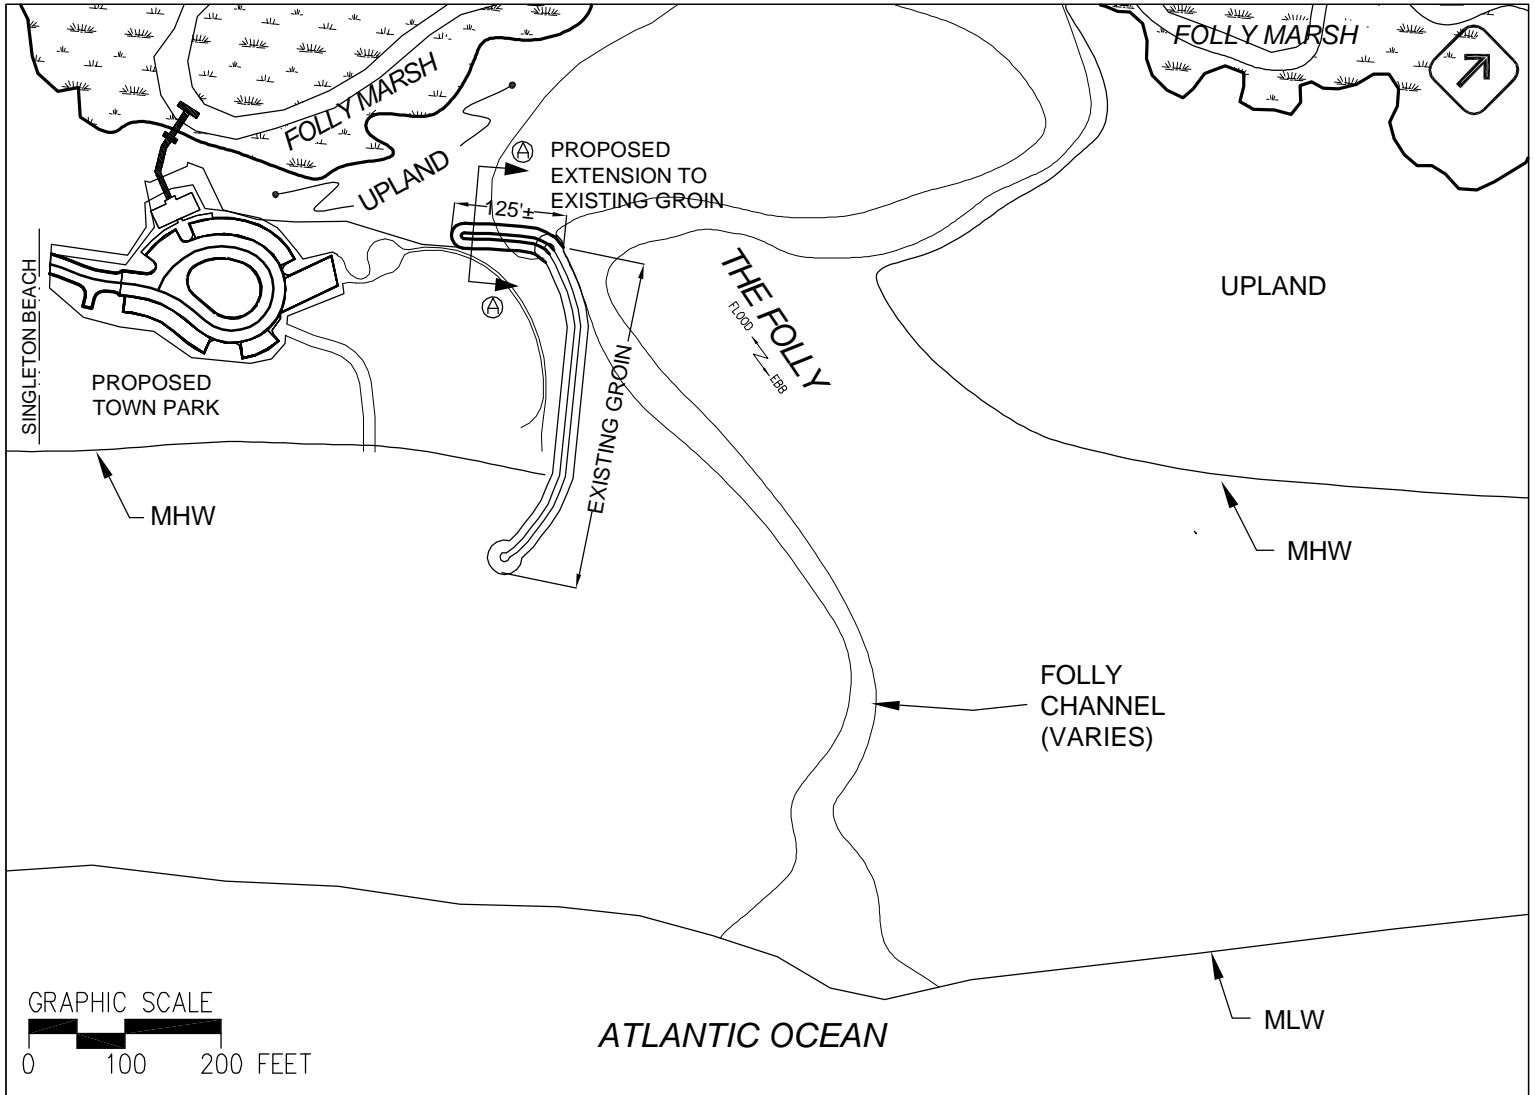 FOLLY MARSH
FOLLY MARSH
UPLAND
A
PROPOSED
EXTENSION TO
EXISTING GROIN
125'±
A
THE FOLLY
FLOOD
EBB
UPLAND
SINGLETON BEACH
PROPOSED
TOWN PARK
EXISTING GROIN
MHW
MHW
FOLLY
CHANNEL
(VARIES)
GRAPHIC SCALE
0 100 200 FEET
ATLANTIC OCEAN
MLW